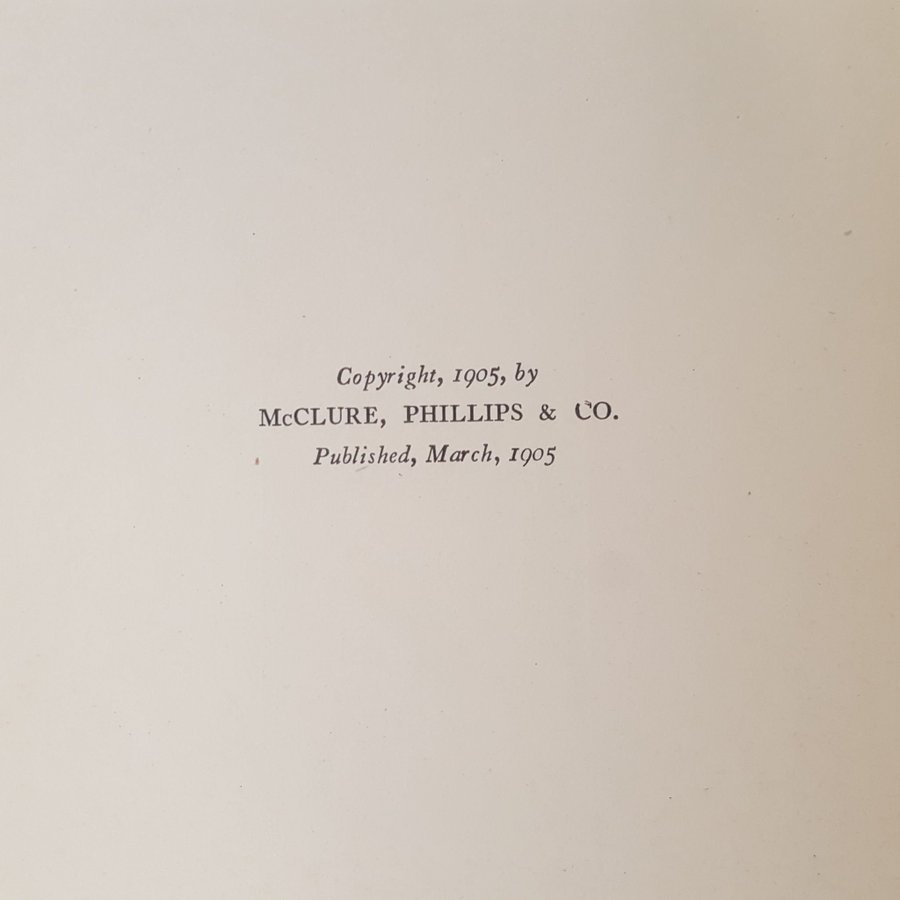 Copyright, 1905, by
McCLURE, PHILLIPS & CO.
Published, March, 1905